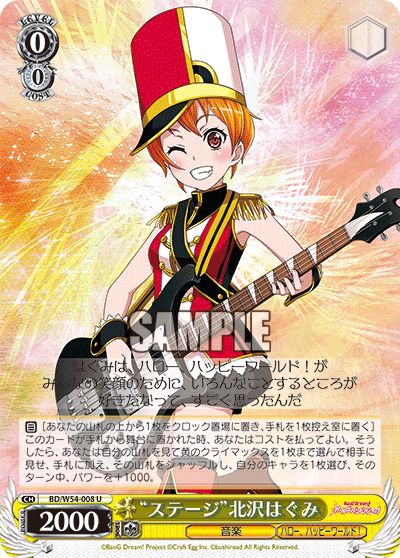 LEVEL
0
0
COST
SAMPLE
はぐみは、ハロー、ハッピーワールド！が
みんなの笑顔のために、いろんなことするところが
好きだなって、すごく思ったんだ
自［あなたの山札の上から1枚をクロック置場に置き、手札を1枚控え室に置く］
このカードが手札から舞台に置かれた時、あなたはコストを払ってよい。そう
したら、あなたは自分の山札を見て黄のクライマックスを1枚まで選んで相手に
見せ、手札に加え、その山札をシャッフルし、自分のキャラを1枚選び、そのター
ン中、パワーを＋1000。
CH
BD/W54-008 U
2000
“ステージ”北沢はぐみ
音楽
ハロー、ハッピーワールド！
©BanG Dream! Project ©Craft Egg Inc. ©bushiroad All Rights Reserved.